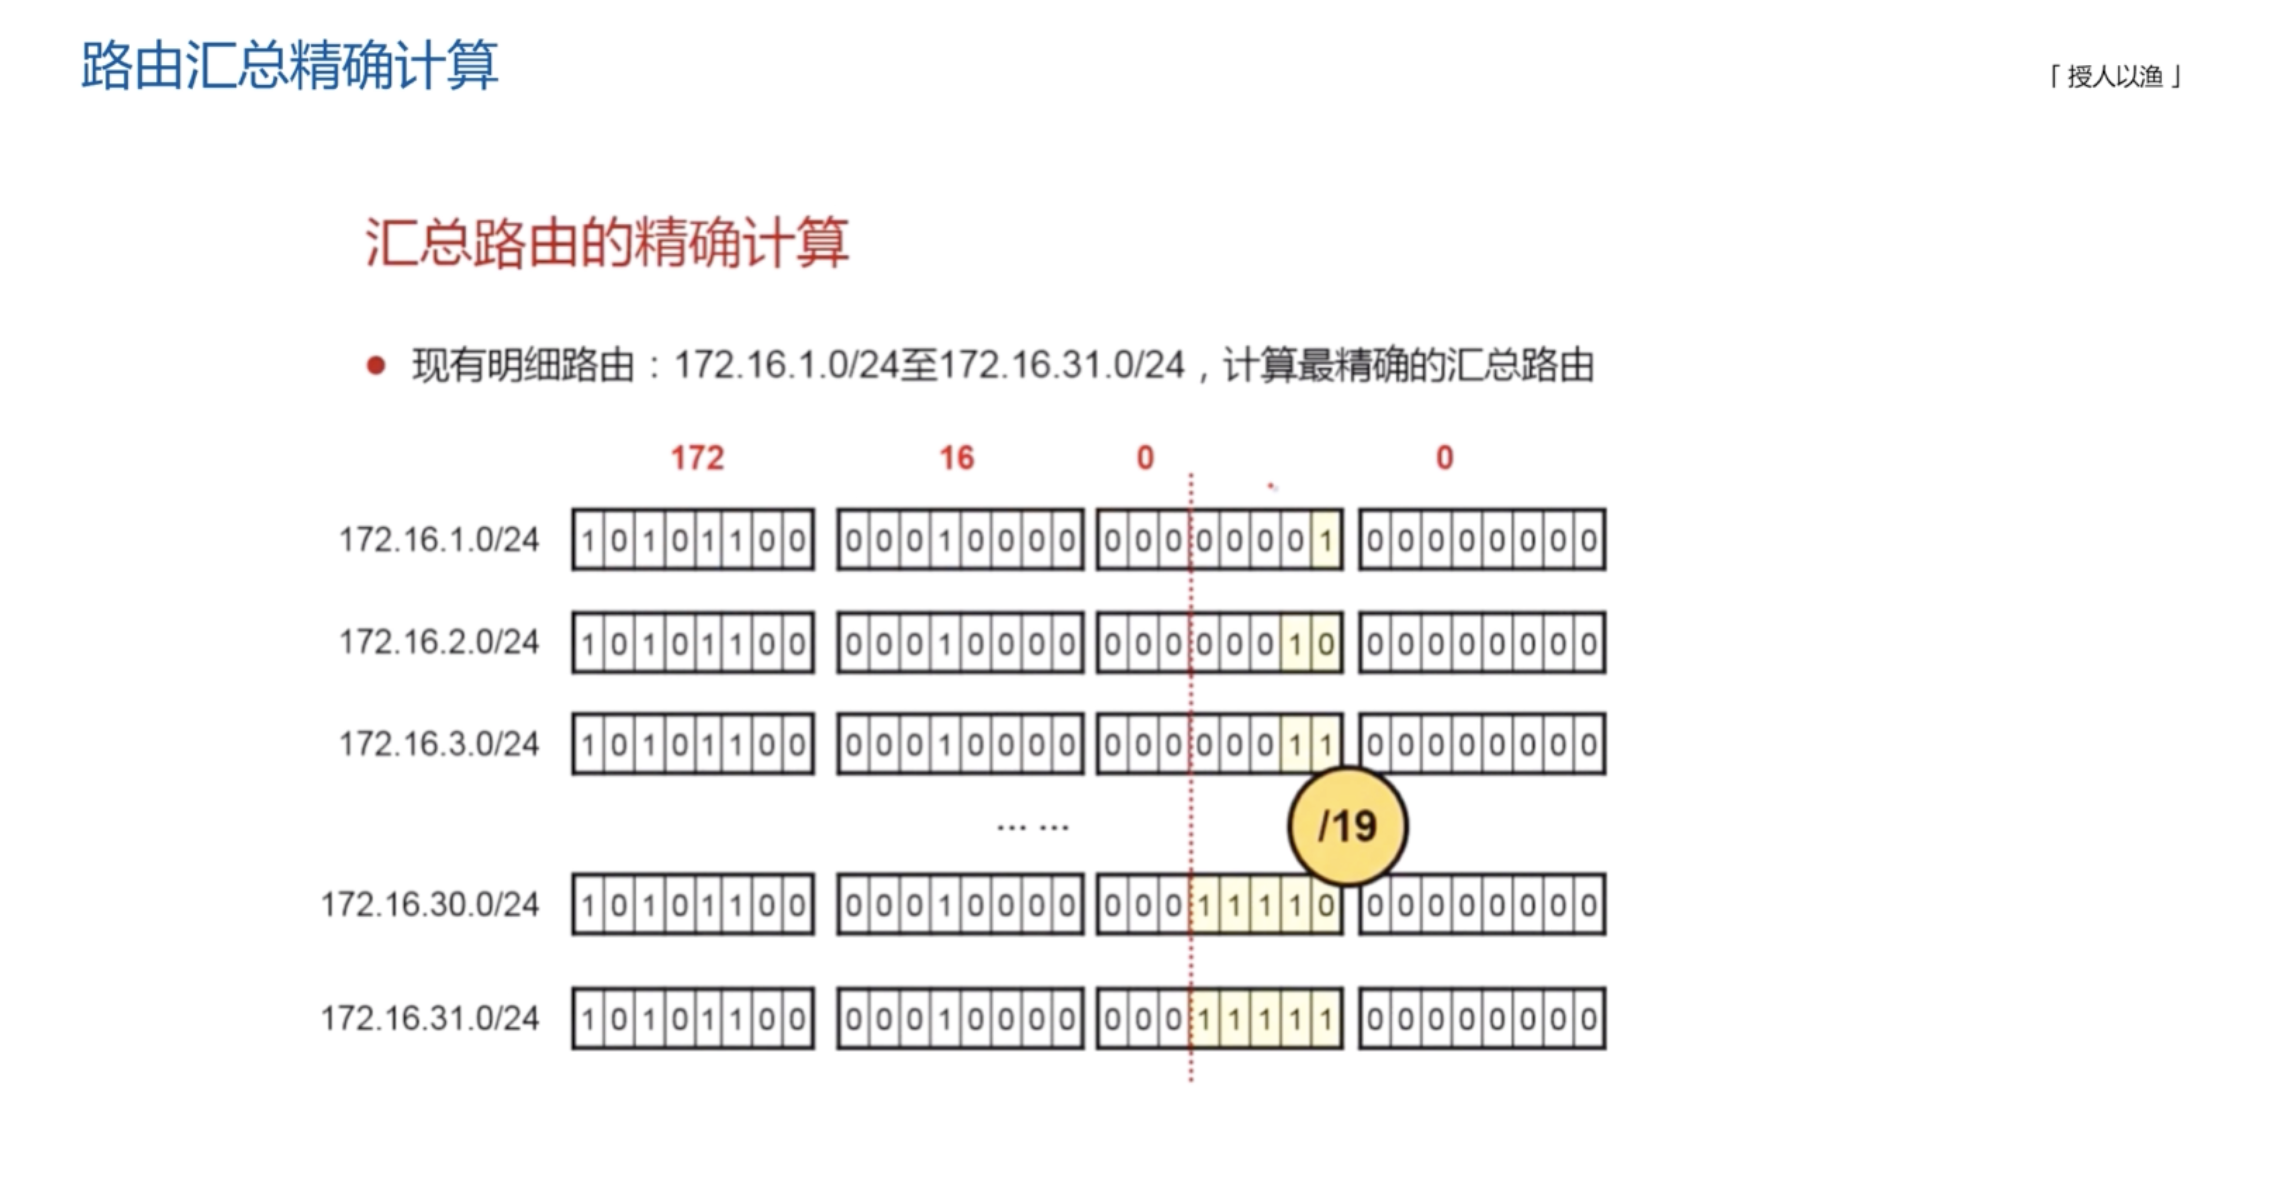 路由汇总精确计算
「 授人以渔 」
汇总路由的精确计算
● 现有明细路由：172.16.1.0/24至172.16.31.0/24，计算最精确的汇总路由
172 16 0 0
172.16.1.0/24 1 0 1 0 1 1 0 0 0 0 0 1 0 0 0 0 0 0 0 0 0 0 0 1 0 0 0 0 0 0 0 0
172.16.2.0/24 1 0 1 0 1 1 0 0 0 0 0 1 0 0 0 0 0 0 0 0 0 0 1 0 0 0 0 0 0 0 0 0
172.16.3.0/24 1 0 1 0 1 1 0 0 0 0 0 1 0 0 0 0 0 0 0 0 0 0 1 1 0 0 0 0 0 0 0 0
... ...
/19
172.16.30.0/24 1 0 1 0 1 1 0 0 0 0 0 1 0 0 0 0 0 0 0 1 1 1 1 0 0 0 0 0 0 0 0 0
172.16.31.0/24 1 0 1 0 1 1 0 0 0 0 0 1 0 0 0 0 0 0 0 1 1 1 1 1 0 0 0 0 0 0 0 0